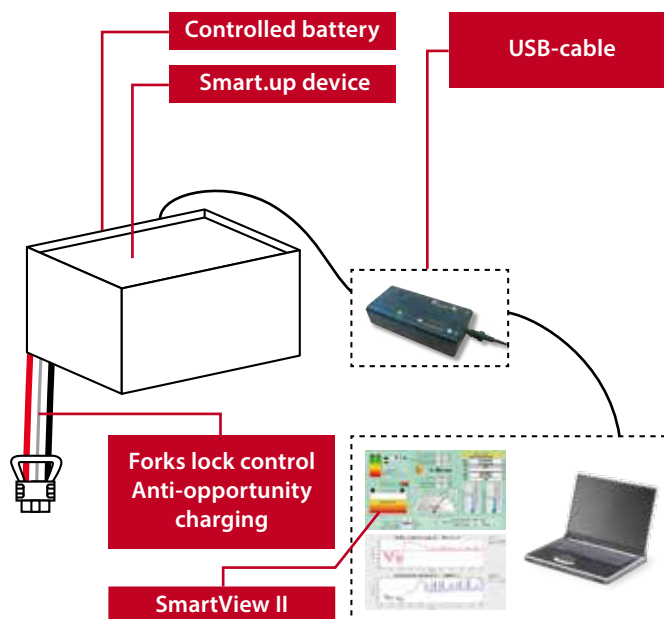 Controlled battery
Smart.up device
USB-cable
Forks lock control
Anti-opportunity
charging
SmartView II